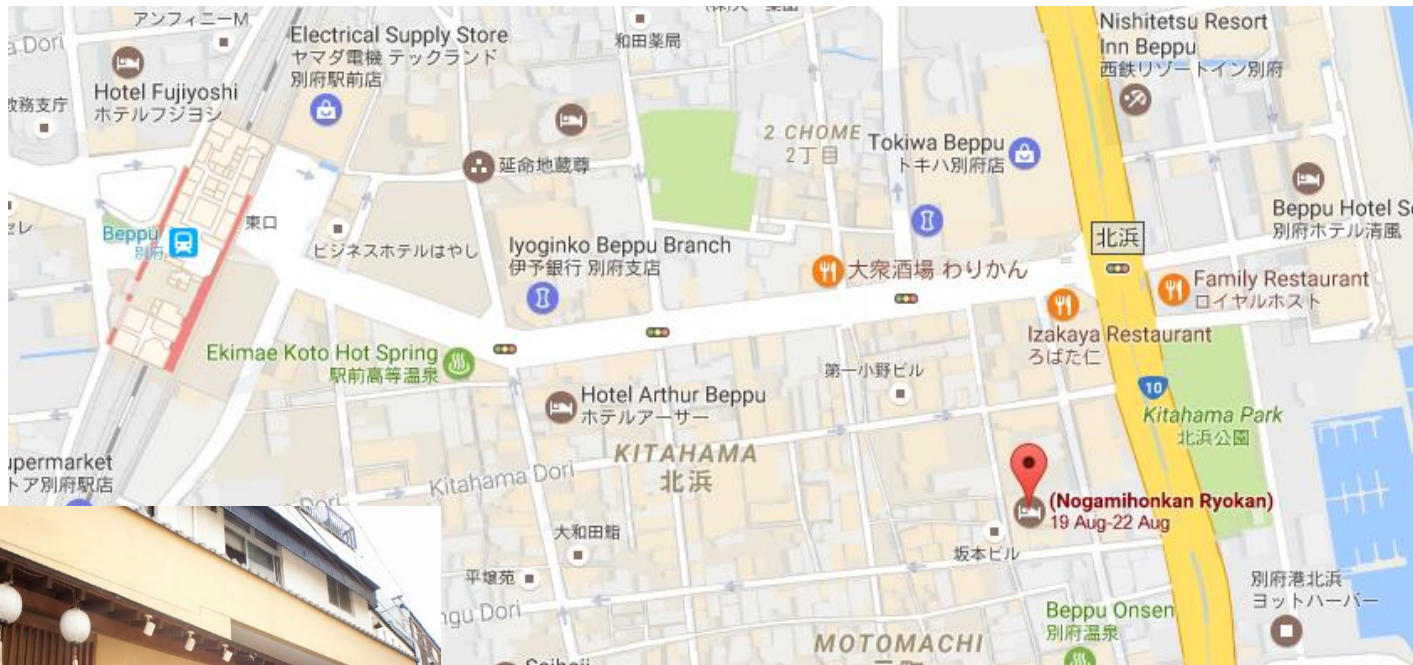 アンフィニーM
Dori
Hotel Fujiyoshi
ホテルフジヨシ
Electrical Supply Store
ヤマダ電機 テックランド
別府駅前店
和田薬局
Nishitetsu Resort
Inn Beppu
西鉄リゾートイン別府
2 CHOME
2丁目
Tokiwa Beppu
トキハ別府店
延命地蔵尊
東口
Beppu
別府
ビジネスホテルはやし
Iyoginko Beppu Branch
伊予銀行 別府支店
大衆酒場 わりかん
北浜
Beppu Hotel Se
別府ホテル清風
Family Restaurant
ロイヤルホスト
Izakaya Restaurant
ろばた仁
Ekimae Koto Hot Spring
駅前高等温泉
第一小野ビル
Hotel Arthur Beppu
ホテルアーサー
10
Kitahama Park
北浜公園
KITAHAMA
北浜
Kitahama Dori
upermarket
トア別府駅店
Dori
(Nogamihonkan Ryokan)
19 Aug-22 Aug
大和田鮨
坂本ビル
平壌苑
ngu Dori
別府港北浜
ヨットハーバー
Beppu Onsen
別府温泉
MOTOMACHI